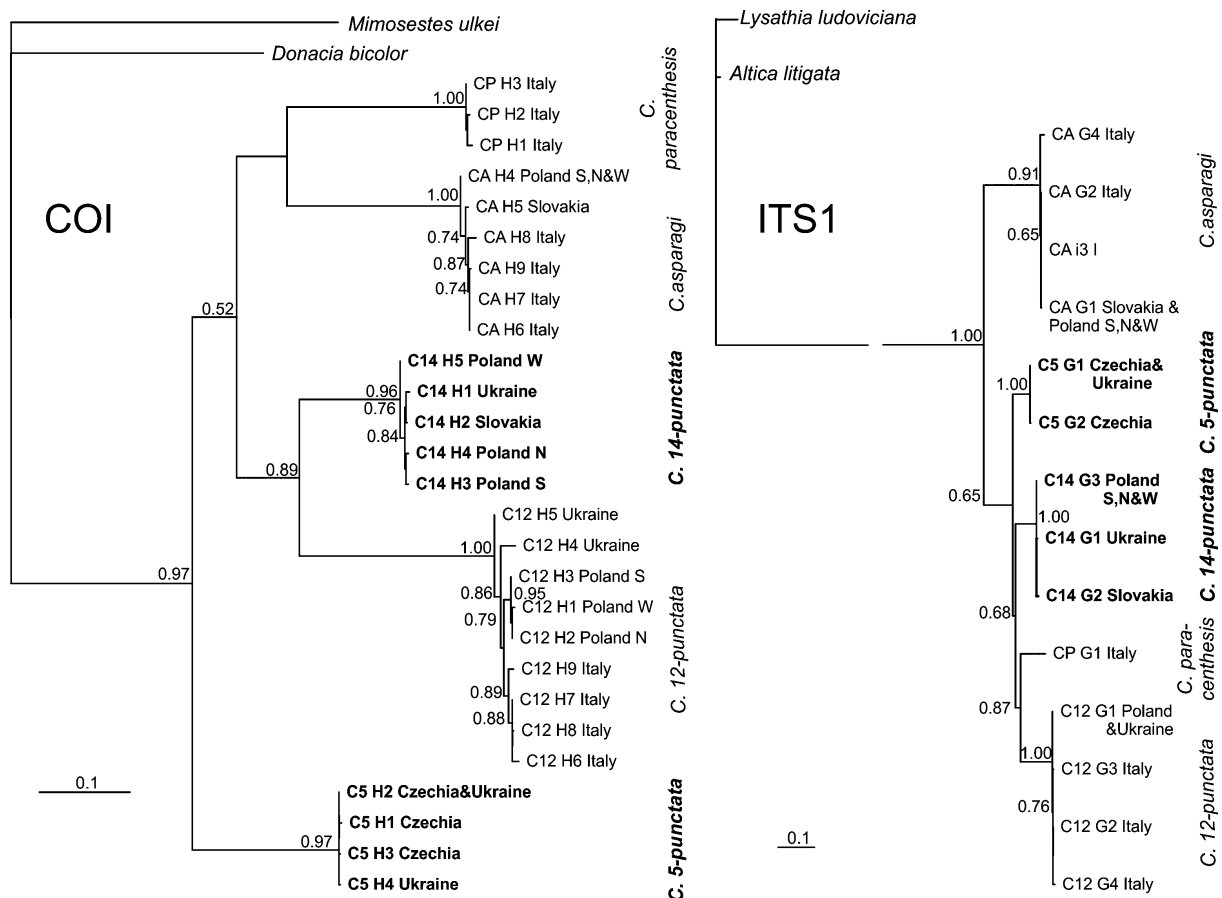 Mimosestes ulkei
Donacia bicolor
COI
CP H3 Italy
1.00
CP H2 Italy
CP H1 Italy
C. paracenthesis
CA H4 Poland S,N&W
1.00
CA H5 Slovakia
0.74
CA H8 Italy
0.87
CA H9 Italy
0.74
CA H7 Italy
CA H6 Italy
C.asparagi
0.52
C14 H5 Poland W
0.96
C14 H1 Ukraine
0.76
C14 H2 Slovakia
0.84
C14 H4 Poland N
C14 H3 Poland S
C. 14-punctata
0.89
C12 H5 Ukraine
1.00
C12 H4 Ukraine
C12 H3 Poland S
0.86
0.95
C12 H1 Poland W
0.79
C12 H2 Poland N
C12 H9 Italy
0.89
C12 H7 Italy
0.88
C12 H8 Italy
C12 H6 Italy
C. 12-punctata
0.97
0.1
C5 H2 Czechia&Ukraine
C5 H1 Czechia
0.97
C5 H3 Czechia
C5 H4 Ukraine
C. 5-punctata
Lysathia ludoviciana
Altica litigata
ITS1
CA G4 Italy
0.91
CA G2 Italy
0.65
CA i3 I
CA G1 Slovakia &
Poland S,N&W
C.asparagi
1.00
C5 G1 Czechia&
Ukraine
1.00
C5 G2 Czechia
C. 5-punctata
0.65
C14 G3 Poland
S,N&W
1.00
C14 G1 Ukraine
C14 G2 Slovakia
C. 14-punctata
0.68
CP G1 Italy
C. para-
centhesis
0.87
C12 G1 Poland
&Ukraine
1.00
C12 G3 Italy
0.76
C12 G2 Italy
C12 G4 Italy
C. 12-punctata
0.1